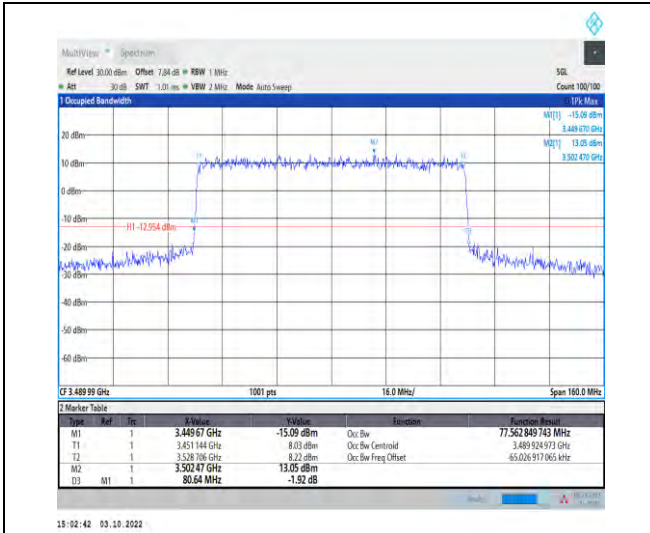 MultiView Spectrum
Ref Level 30.00 dBm Offset 7.84 dB RBW 1 MHz SGL
Att 30 dB SWT 1.01 ms VBW 2 MHz Mode Auto Sweep Count 100/100
1 Occupied Bandwidth 1Pk Max
M1[1] -15.09 dBm
3.449 670 GHz
M2[1] 13.05 dBm
3.502 470 GHz
20 dBm
M2
T1
T2
10 dBm
0 dBm
-10 dBm
H1 -12.954 dBm
M1
D3
-20 dBm
-30 dBm
-40 dBm
-50 dBm
-60 dBm
CF 3.489 99 GHz 1001 pts 16.0 MHz/ Span 160.0 MHz
2 Marker Table
Type Ref Trc X-Value Y-Value Function Function Result
M1 1 3.449 67 GHz -15.09 dBm Occ Bw 77.562 849 743 MHz
T1 1 3.451 144 GHz 8.03 dBm Occ Bw Centroid 3.489 924 973 GHz
T2 1 3.528 706 GHz 8.22 dBm Occ Bw Freq Offset -65.026 917 065 kHz
M2 1 3.502 47 GHz 13.05 dBm
D3 M1 1 80.64 MHz -1.92 dB
15:02:42 03.10.2022